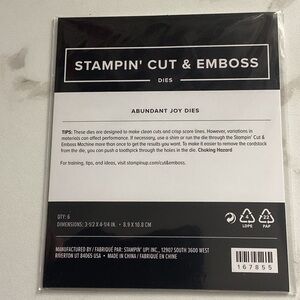 STAMPIN' CUT & EMBOSS
DIES
ABUNDANT JOY DIES
TIPS: These dies are designed to make clean cuts and crisp score lines. However, variations in
materials can affect performance. If necessary, use a shim or run the die through the Stampin' Cut &
Emboss Machine more than once to get the results you want. To make it easier to remove the cardstock
from the die, you can push a toothpick through the holes in the die. Choking Hazard
For training, tips, and ideas, visit stampinup.com/cutemboss.
QTY: 6
DIMENSIONS: 3-1/2 X 4-1/4 IN. • 8.9 X 10.8 CM
4
LDPE
22
PAP
MANUFACTURED BY / FABRIQUÉ PAR: STAMPIN' UP! INC., 12907 SOUTH 3600 WEST
RIVERTON UT 84065 USA • MADE IN CHINA / FABRIQUÉ EN CHINE
167855